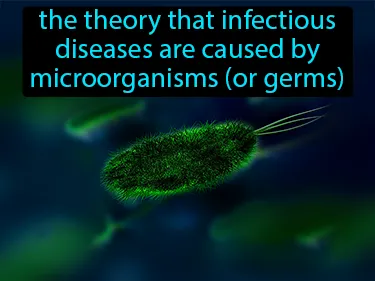 the theory that infectious
diseases are caused by
microorganisms (or germs)